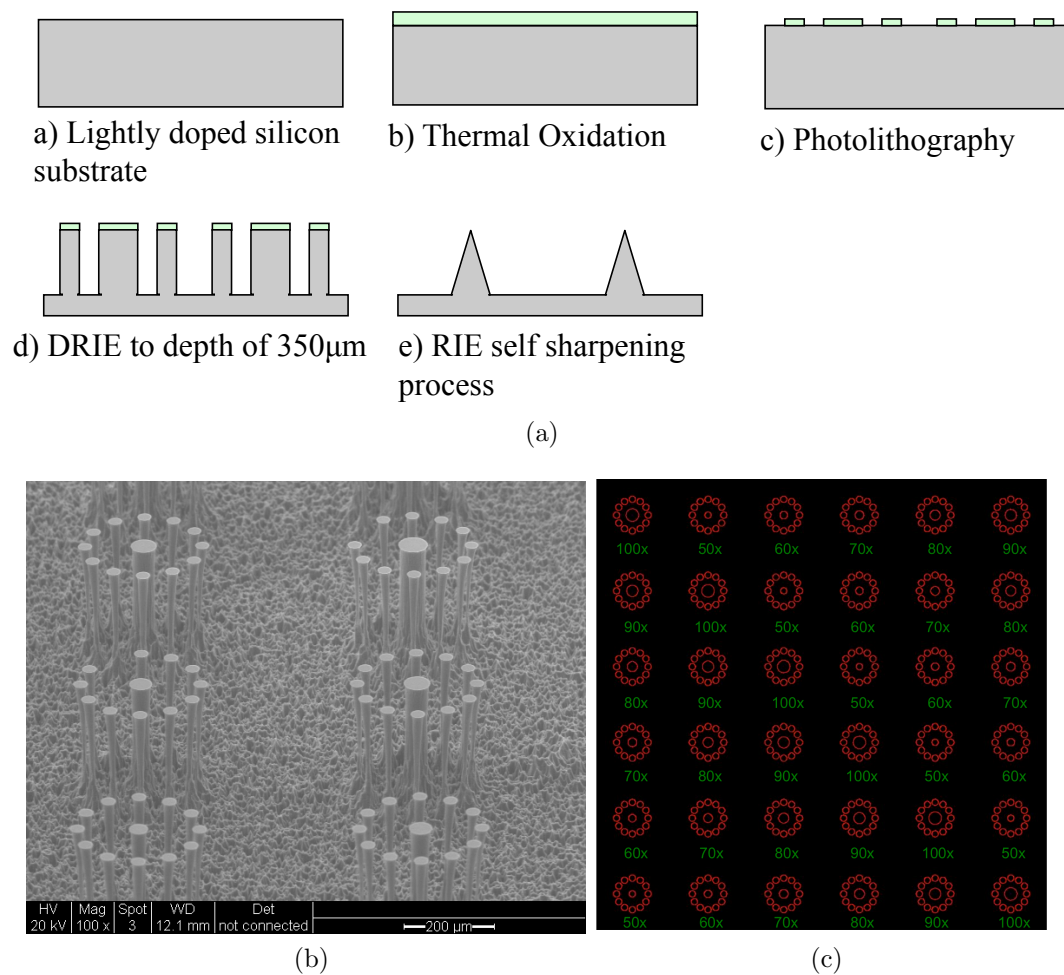 a) Lightly doped silicon
substrate
b) Thermal Oxidation
c) Photolithography
d) DRIE to depth of 350μm
e) RIE self sharpening
process
(a)
HV Mag Spot WD Det
20 kV 100 x 3 12.1 mm not connected 200 μm
(b)
100x 50x 60x 70x 80x 90x
90x 100x 50x 60x 70x 80x
80x 90x 100x 50x 60x 70x
70x 80x 90x 100x 50x 60x
60x 70x 80x 90x 100x 50x
50x 60x 70x 80x 90x 100x
(c)